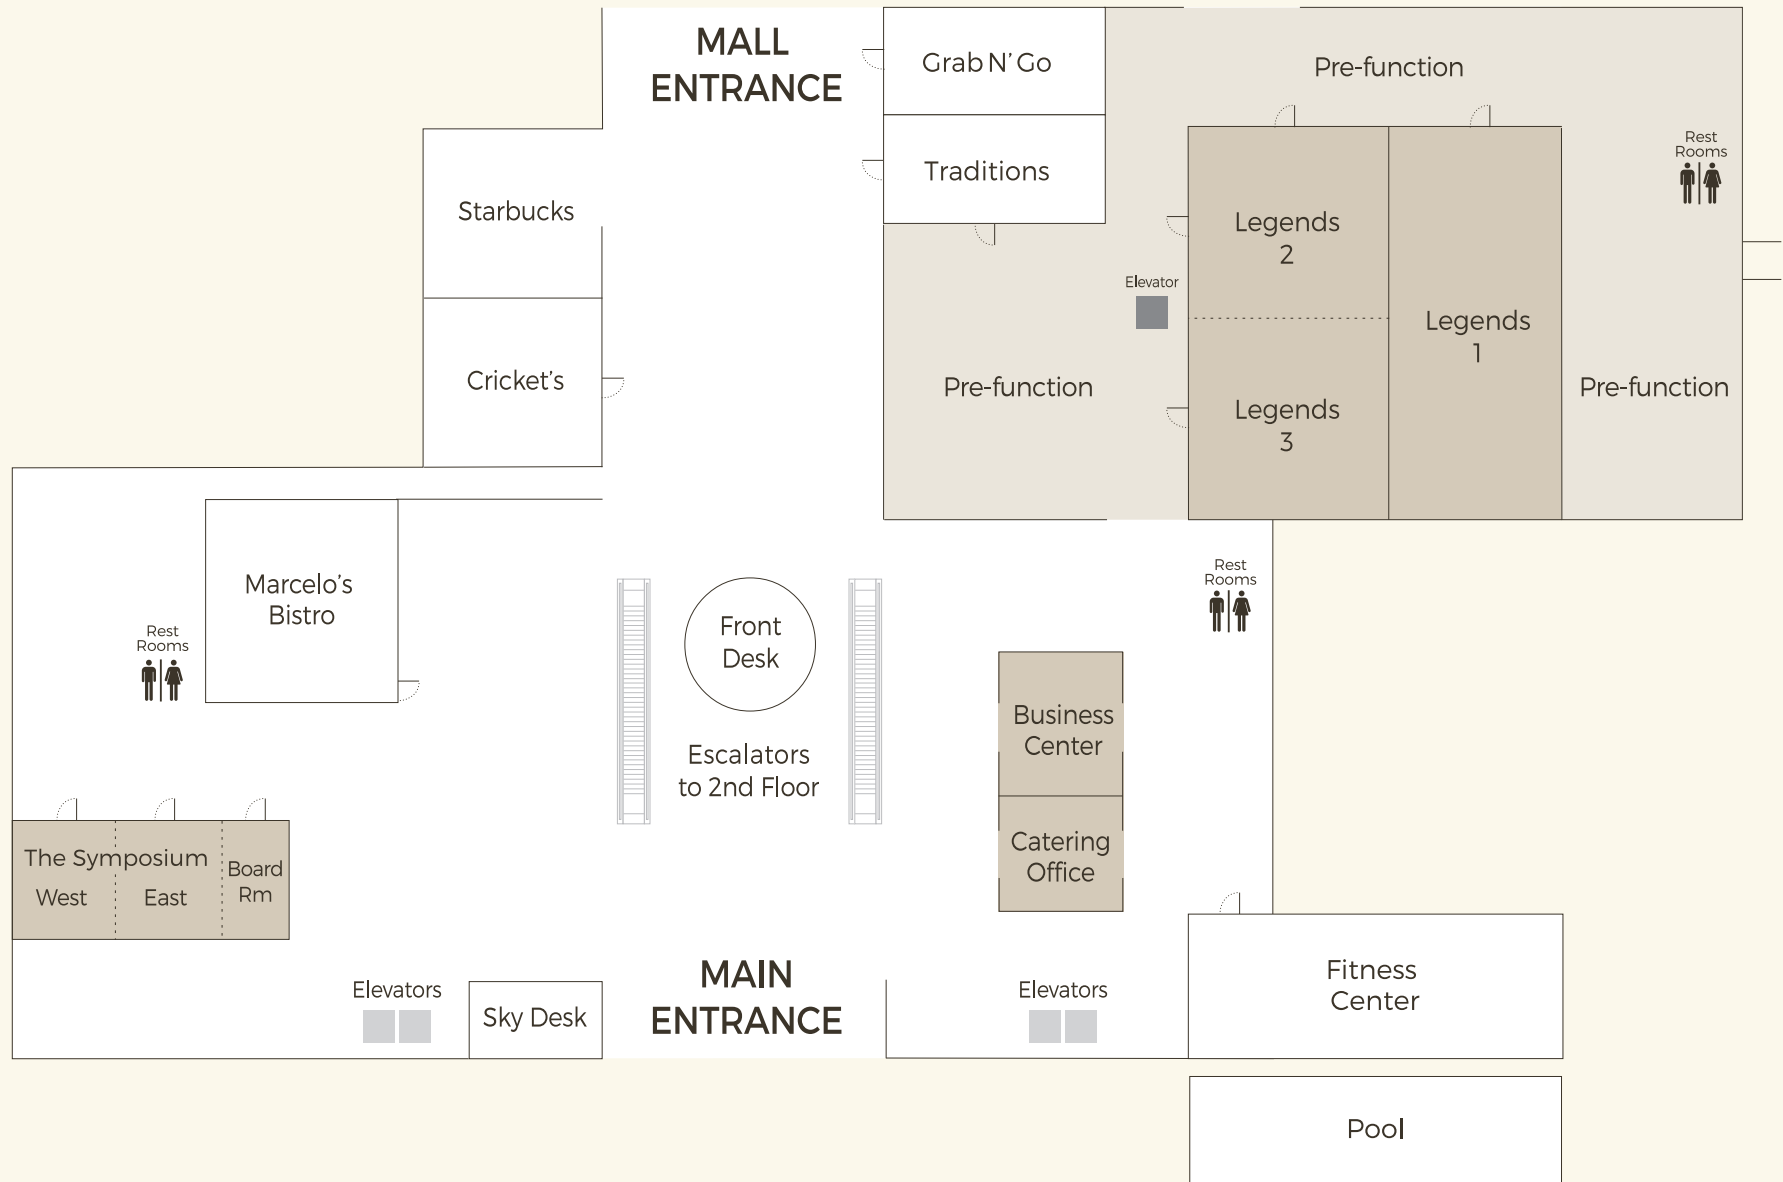 MALL
ENTRANCE
Grab N' Go
Pre-function
Rest
Rooms
Traditions
Starbucks
Legends
2
Elevator
Legends
1
Cricket's
Pre-function
Legends
3
Pre-function
Marcelo's
Bistro
Rest
Rooms
Front
Desk
Rest
Rooms
Business
Center
Escalators
to 2nd Floor
The Symposium
West
East
Board
Rm
Catering
Office
MAIN
ENTRANCE
Elevators
Sky Desk
Elevators
Fitness
Center
Pool